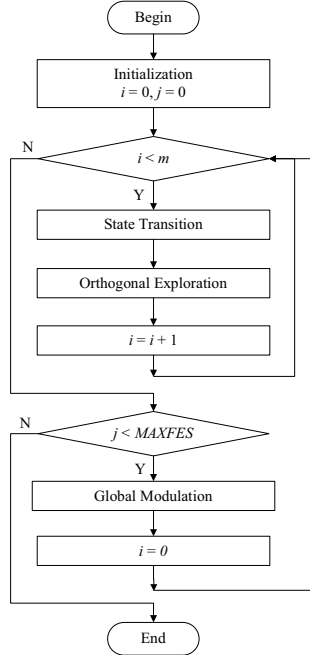 Begin
Initialization
i = 0, j = 0
N
i < m
Y
State Transition
Orthogonal Exploration
i = i + 1
N
j < MAXFES
Y
Global Modulation
i = 0
End